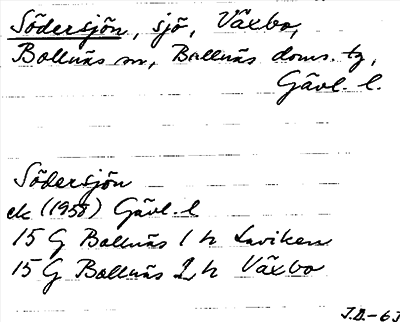 Södersjön, sjö, Växbo,
Bollnäs sn, Bollnäs doms. tg,
Gävl. l.
Södersjön
ek (1958) Gävl. l
15 G Bollnäs 1 h Laviken
15 G Bollnäs 2 h Växbo
J.D.-63